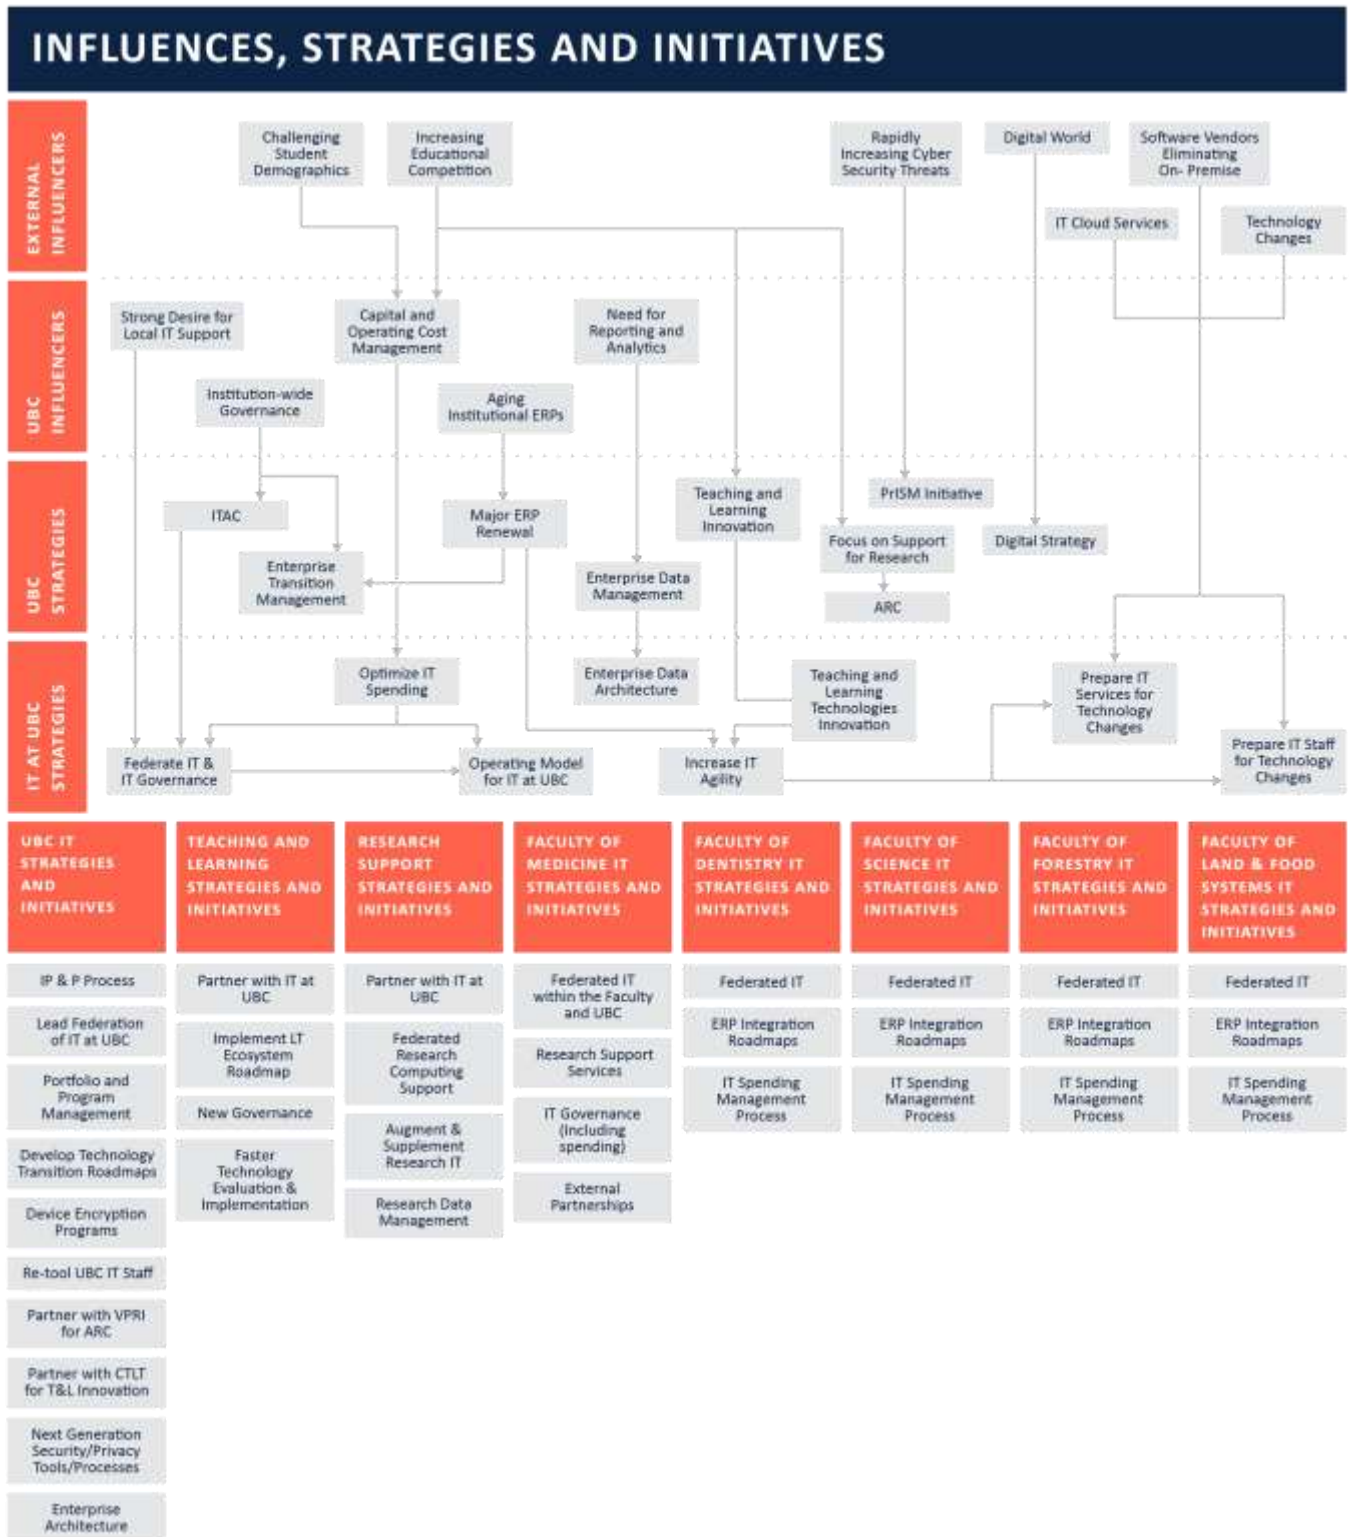 INFLUENCES, STRATEGIES AND INITIATIVES
EXTERNAL
INFLUENCERS
Challenging
Student
Demographics
Increasing
Educational
Competition
Rapidly
Increasing Cyber
Security Threats
Digital World
Software Vendors
Eliminating
On- Premise
IT Cloud Services
Technology
Changes
UBC
INFLUENCERS
Strong Desire for
Local IT Support
Capital and
Operating Cost
Management
Need for
Reporting and
Analytics
Institution-wide
Governance
Aging
Institutional ERPs
UBC
STRATEGIES
ITAC
Enterprise
Transition
Management
Major ERP
Renewal
Enterprise Data
Management
Teaching and
Learning
Innovation
PrISM Initiative
Focus on Support
for Research
ARC
Digital Strategy
IT AT UBC
STRATEGIES
Optimize IT
Spending
Enterprise Data
Architecture
Teaching and
Learning
Technologies
Innovation
Prepare IT
Services for
Technology
Changes
Federate IT &
IT Governance
Operating Model
for IT at UBC
Increase IT
Agility
Prepare IT Staff
for Technology
Changes
UBC IT
STRATEGIES
AND
INITIATIVES
IP & P Process
Lead Federation
of IT at UBC
Portfolio and
Program
Management
Develop Technology
Transition Roadmaps
Device Encryption
Programs
Re-tool UBC IT Staff
Partner with VPRI
for ARC
Partner with CTLT
for T&L Innovation
Next Generation
Security/Privacy
Tools/Processes
Enterprise
Architecture
TEACHING AND
LEARNING
STRATEGIES AND
INITIATIVES
Partner with IT at
UBC
Implement LT
Ecosystem
Roadmap
New Governance
Faster
Technology
Evaluation &
Implementation
RESEARCH
SUPPORT
STRATEGIES AND
INITIATIVES
Partner with IT at
UBC
Federated
Research
Computing
Support
Augment &
Supplement
Research IT
Research Data
Management
FACULTY OF
MEDICINE IT
STRATEGIES AND
INITIATIVES
Federated IT
within the Faculty
and UBC
Research Support
Services
IT Governance
(including
spending)
External
Partnerships
FACULTY OF
DENTISTRY IT
STRATEGIES AND
INITIATIVES
Federated IT
ERP Integration
Roadmaps
IT Spending
Management
Process
FACULTY OF
SCIENCE IT
STRATEGIES AND
INITIATIVES
Federated IT
ERP Integration
Roadmaps
IT Spending
Management
Process
FACULTY OF
FORESTRY IT
STRATEGIES AND
INITIATIVES
Federated IT
ERP Integration
Roadmaps
IT Spending
Management
Process
FACULTY OF
LAND & FOOD
SYSTEMS IT
STRATEGIES AND
INITIATIVES
Federated IT
ERP Integration
Roadmaps
IT Spending
Management
Process